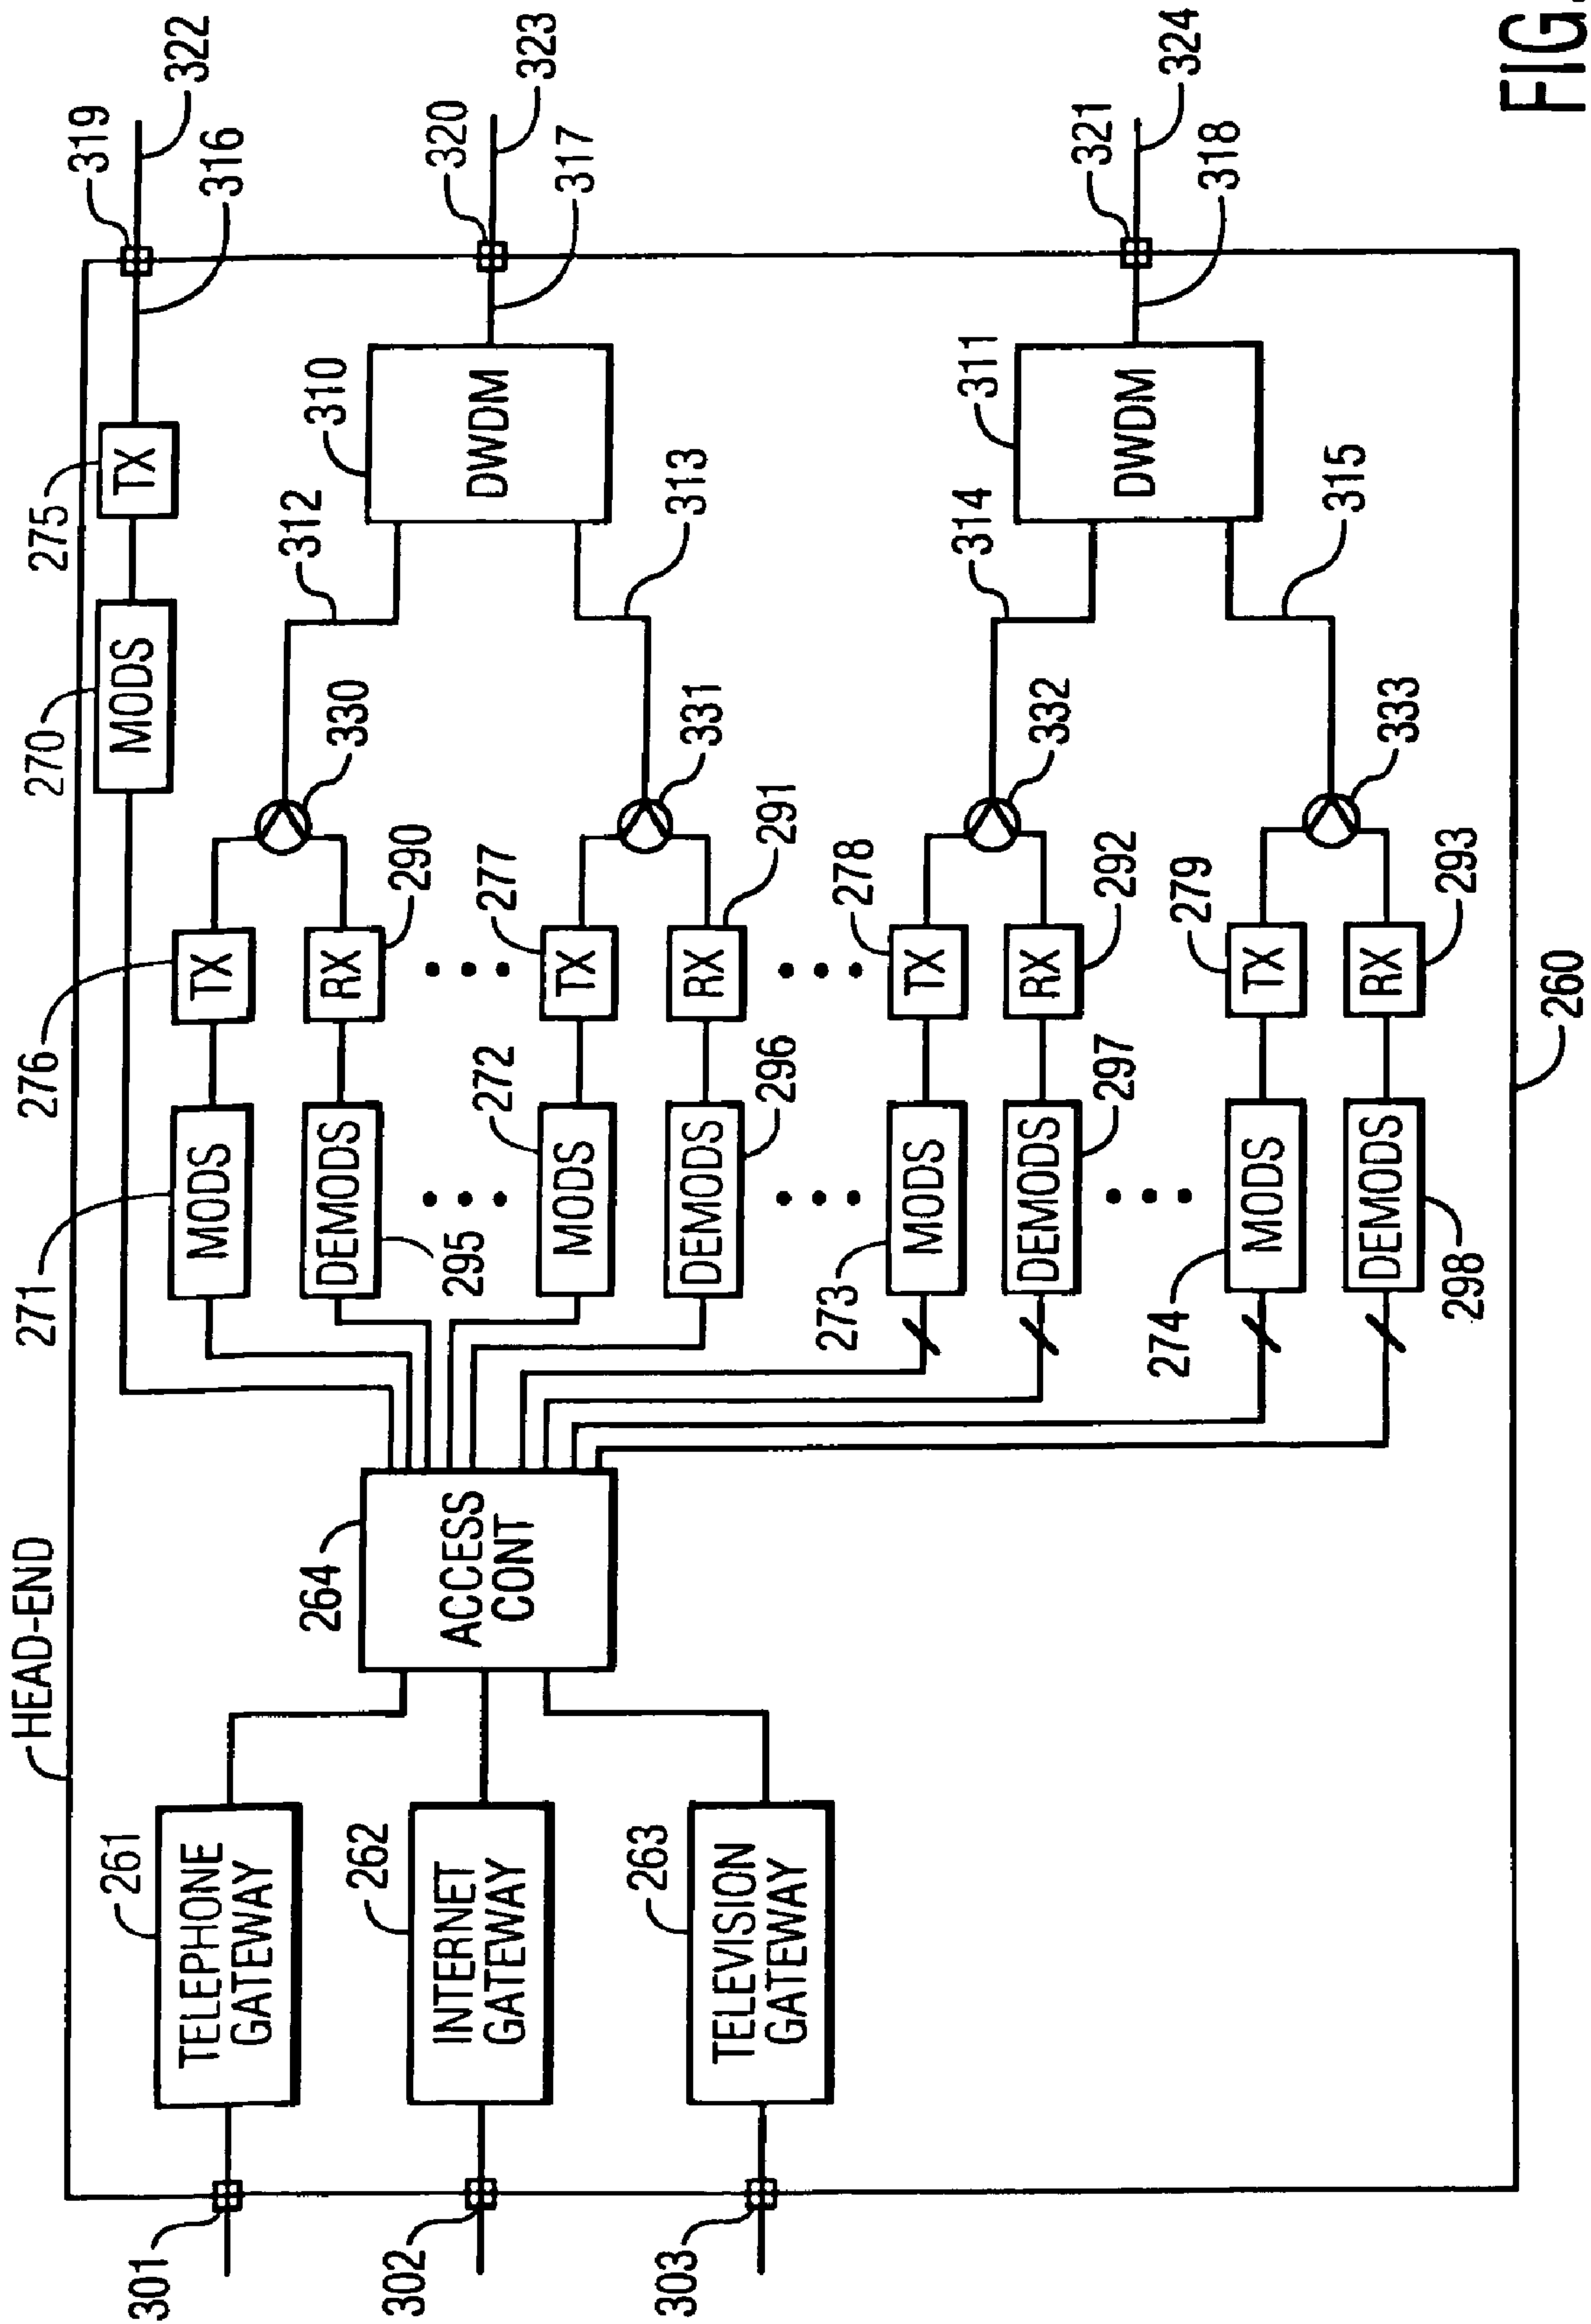 HEAD-END
301
302
303
261
TELEPHONE
GATEWAY
262
INTERNET
GATEWAY
263
TELEVISION
GATEWAY
264
ACCESS
CONT
270
MODS
275
TX
319
322
316
271
MODS
276
TX
330
312
295
DEMODS
RX
290
310
DWDM
320
323
317
272
MODS
277
TX
331
313
DEMODS
296
RX
291
273
MODS
278
TX
332
314
DEMODS
297
RX
292
311
DWDM
321
324
318
274
MODS
279
TX
333
315
DEMODS
298
RX
293
260
FIG.